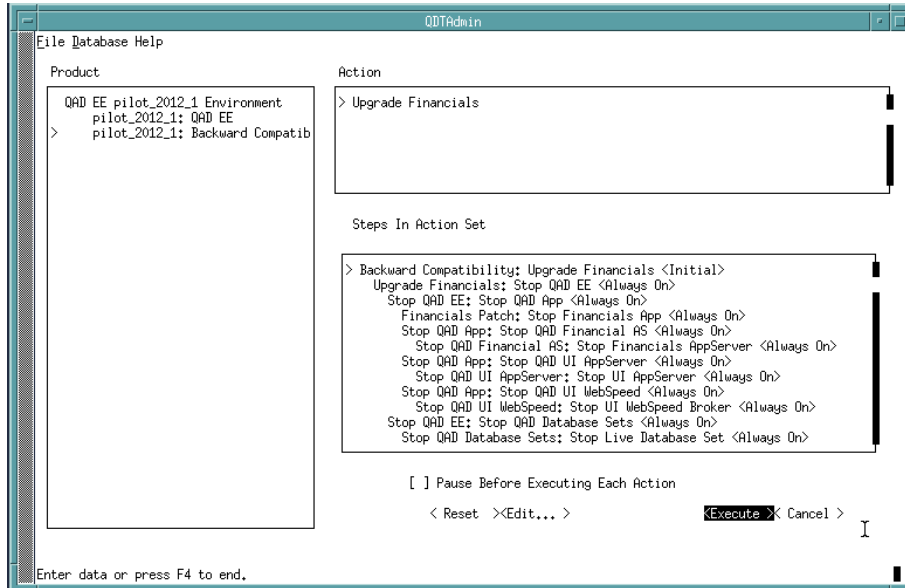 QDTAdmin
File Database Help
Product
QAD EE pilot_2012_1 Environment
pilot_2012_1: QAD EE
> pilot_2012_1: Backward Compatib
Action
> Upgrade Financials
Steps In Action Set
> Backward Compatibility: Upgrade Financials <Initial>
Upgrade Financials: Stop QAD EE <Always On>
Stop QAD EE: Stop QAD App <Always On>
Financials Patch: Stop Financials App <Always On>
Stop QAD App: Stop QAD Financial AS <Always On>
Stop QAD Financial AS: Stop Financials AppServer <Always On>
Stop QAD App: Stop QAD UI AppServer <Always On>
Stop QAD UI AppServer: Stop UI AppServer <Always On>
Stop QAD App: Stop QAD UI WebSpeed <Always On>
Stop QAD UI WebSpeed: Stop UI WebSpeed Broker <Always On>
Stop QAD EE: Stop QAD Database Sets <Always On>
Stop QAD Database Sets: Stop Live Database Set <Always On>
[ ] Pause Before Executing Each Action
< Reset ><Edit... > <Execute >< Cancel >
Enter data or press F4 to end.